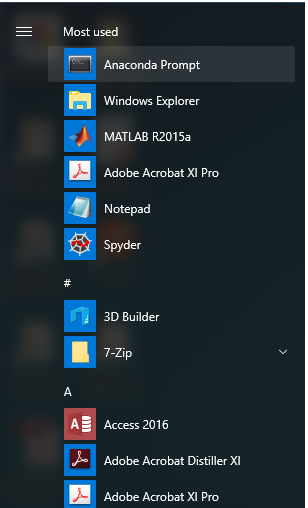 Most used
Anaconda Prompt
Windows Explorer
MATLAB R2015a
Adobe Acrobat XI Pro
Notepad
Spyder
#
3D Builder
7-Zip
A
Access 2016
Adobe Acrobat Distiller XI
Adobe Acrobat XI Pro